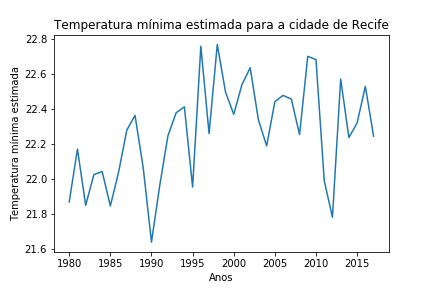 Temperatura mínima estimada para a cidade de Recife
Temperatura mínima estimada
22.8
22.6
22.4
22.2
22.0
21.8
21.6
1980 1985 1990 1995 2000 2005 2010 2015
Anos